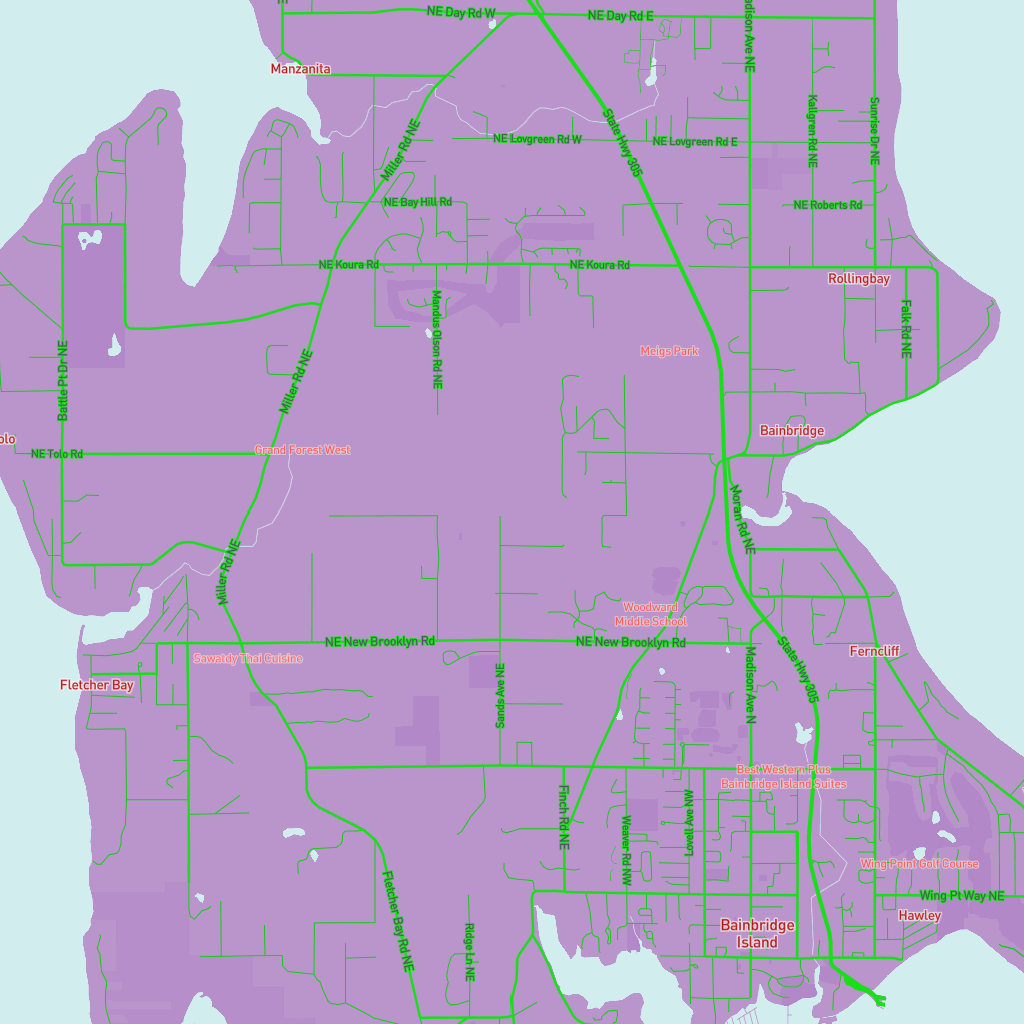 NE Day Rd W
NE Day Rd E
Madison Ave NE
Manzanita
Miller Rd NE
NE Lovgreen Rd W
State Hwy 305
NE Lovgreen Rd E
Kallgren Rd NE
Sunrise Dr NE
NE Bay Hill Rd
NE Roberts Rd
NE Koura Rd
NE Koura Rd
Rollingbay
Mandus Olson Rd NE
Falk Rd NE
Meigs Park
Battle Pt Dr NE
Miller Rd NE
olo
NE Tolo Rd
Grand Forest West
Bainbridge
Moran Rd NE
Miller Rd NE
Woodward
Middle School
NE New Brooklyn Rd
NE New Brooklyn Rd
Sawatdy Thai Cuisine
Ferncliff
Fletcher Bay
Sands Ave NE
Madison Ave N
State Hwy 305
Best Western Plus
Bainbridge Island Suites
Finch Rd NE
Weaver Rd NW
Lovell Ave NW
Wing Point Golf Course
Fletcher Bay Rd NE
Wing Pt Way NE
Hawley
Ridge Ln NE
Bainbridge
Island